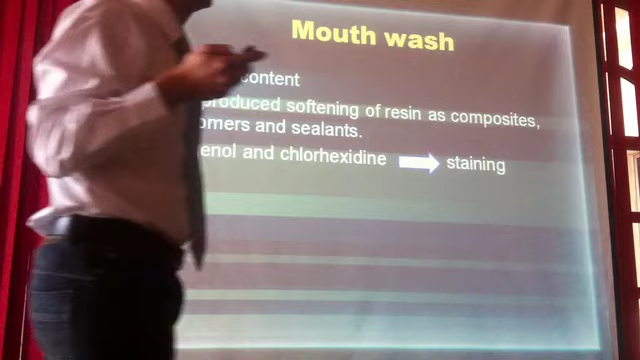 Mouth wash
content
produced softening of resin as composites,
omers and sealants.
enol and chlorhexidine staining